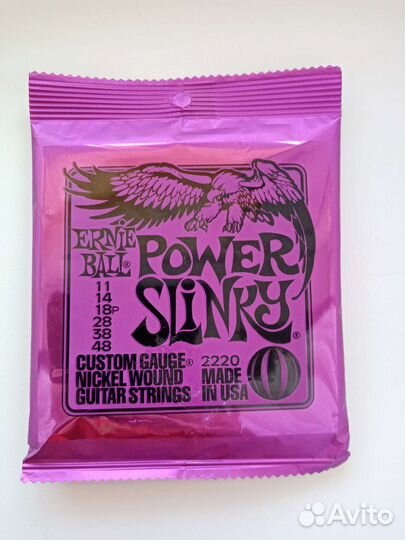 ERNIE BALL®
POWER SLINKY®
11
14
18P
28
38
48
CUSTOM GAUGE®
NICKEL WOUND
GUITAR STRINGS®
2220
MADE
IN USA
Avito